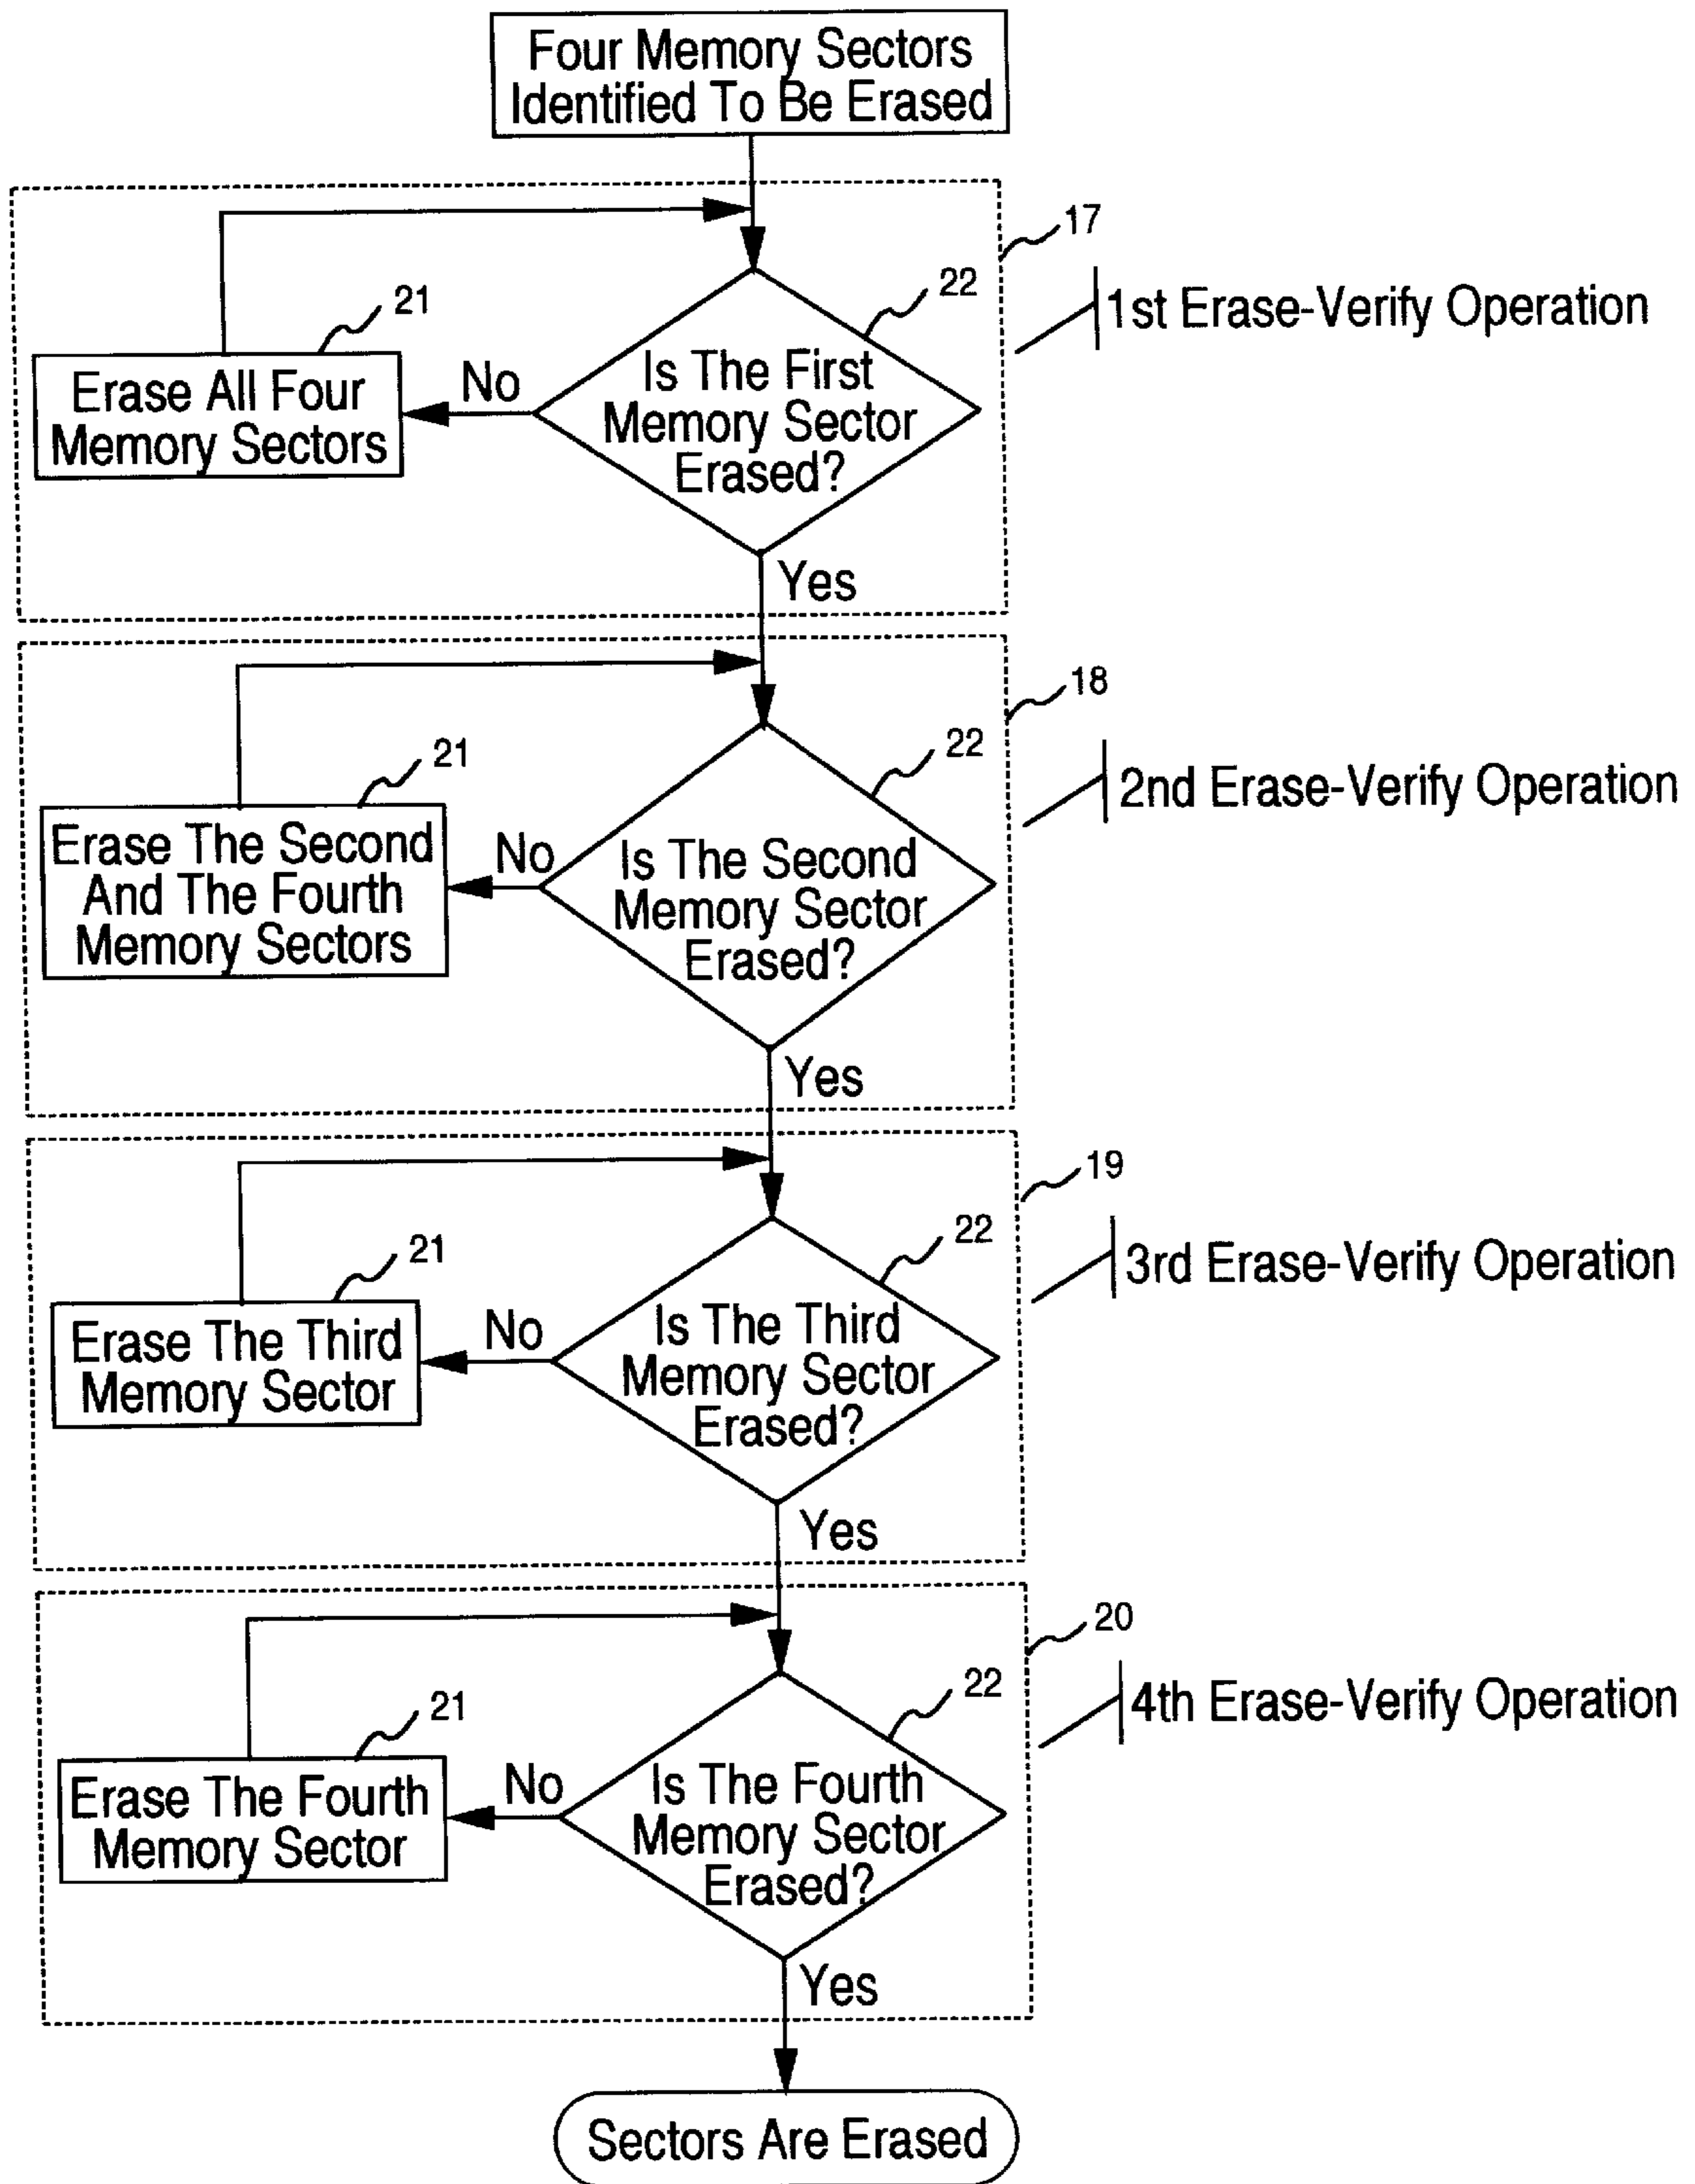 Four Memory Sectors
Identified To Be Erased
17
1st Erase-Verify Operation
22
21
Is The First
Memory Sector
Erased?
No
Erase All Four
Memory Sectors
Yes
18
2nd Erase-Verify Operation
22
21
Is The Second
Memory Sector
Erased?
No
Erase The Second
And The Fourth
Memory Sectors
Yes
19
3rd Erase-Verify Operation
22
21
Is The Third
Memory Sector
Erased?
No
Erase The Third
Memory Sector
Yes
20
4th Erase-Verify Operation
22
21
Is The Fourth
Memory Sector
Erased?
No
Erase The Fourth
Memory Sector
Yes
Sectors Are Erased